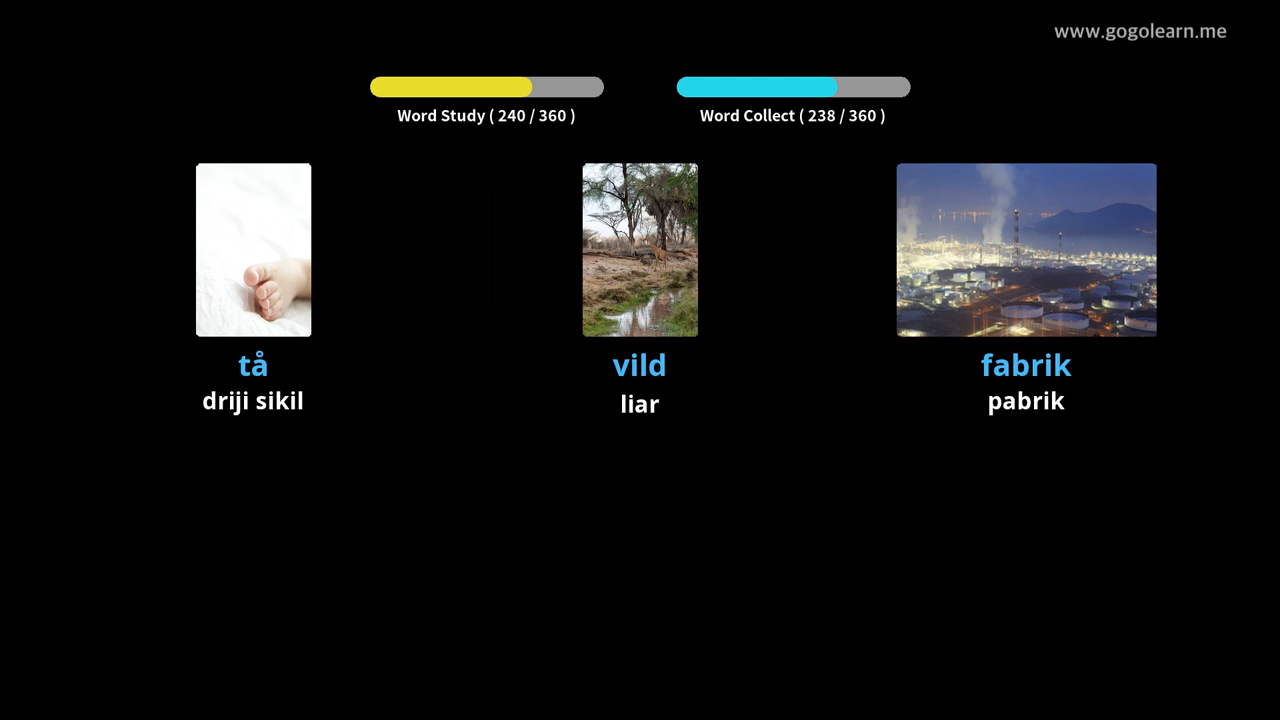 www.gogolearn.me
Word Study ( 240 / 360 )
Word Collect ( 238 / 360 )
tå
driji sikil
vild
liar
fabrik
pabrik